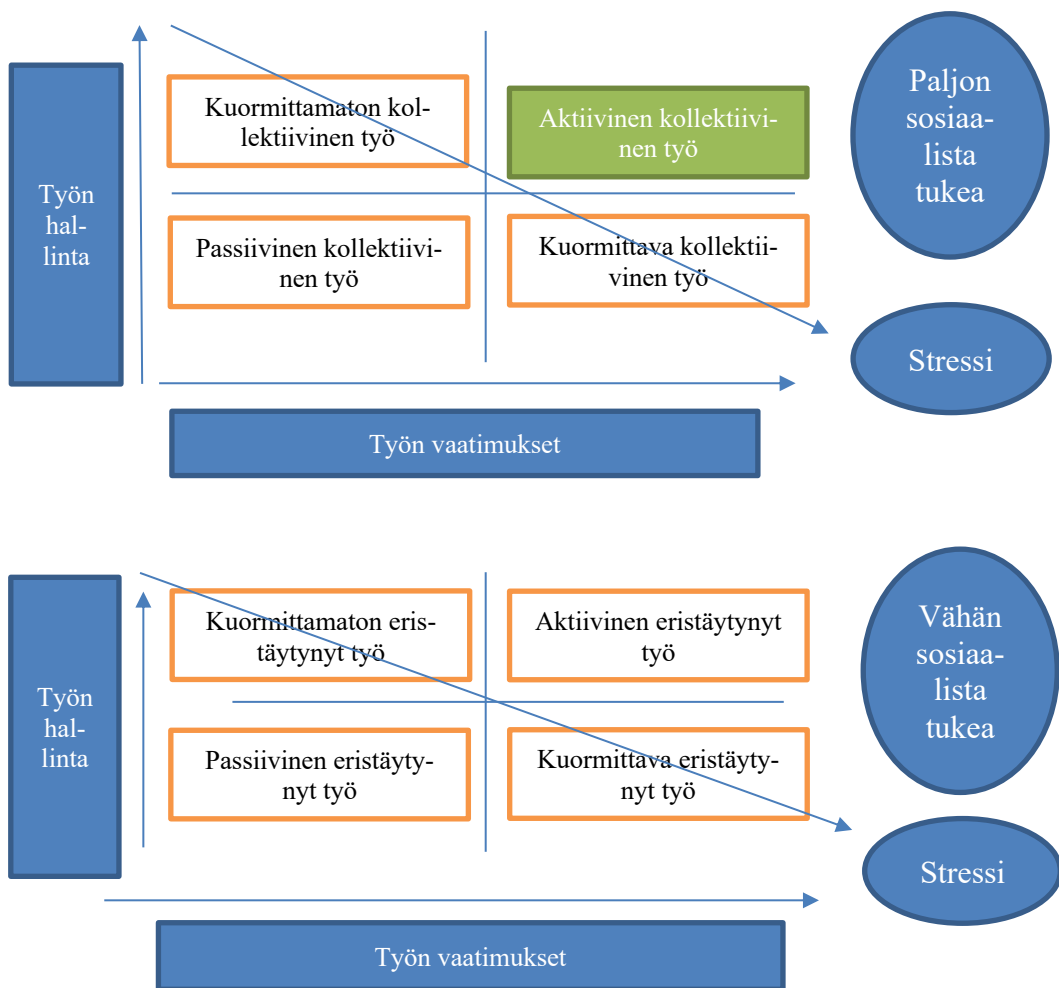 Kuormittamaton kol-
lektiivinen työ
Aktiivinen kollektiivi-
nen työ
Paljon
sosiaa-
lista
tukea
Työn
hal-
linta
Passiivinen kollektiivi-
nen työ
Kuormittava kollektii-
vinen työ
Stressi
Työn vaatimukset
Kuormittamaton eris-
täytynyt työ
Aktiivinen eristäytynyt
työ
Vähän
sosiaa-
lista
tukea
Työn
hal-
linta
Passiivinen eristäyty-
nyt työ
Kuormittava eristäyty-
nyt työ
Stressi
Työn vaatimukset